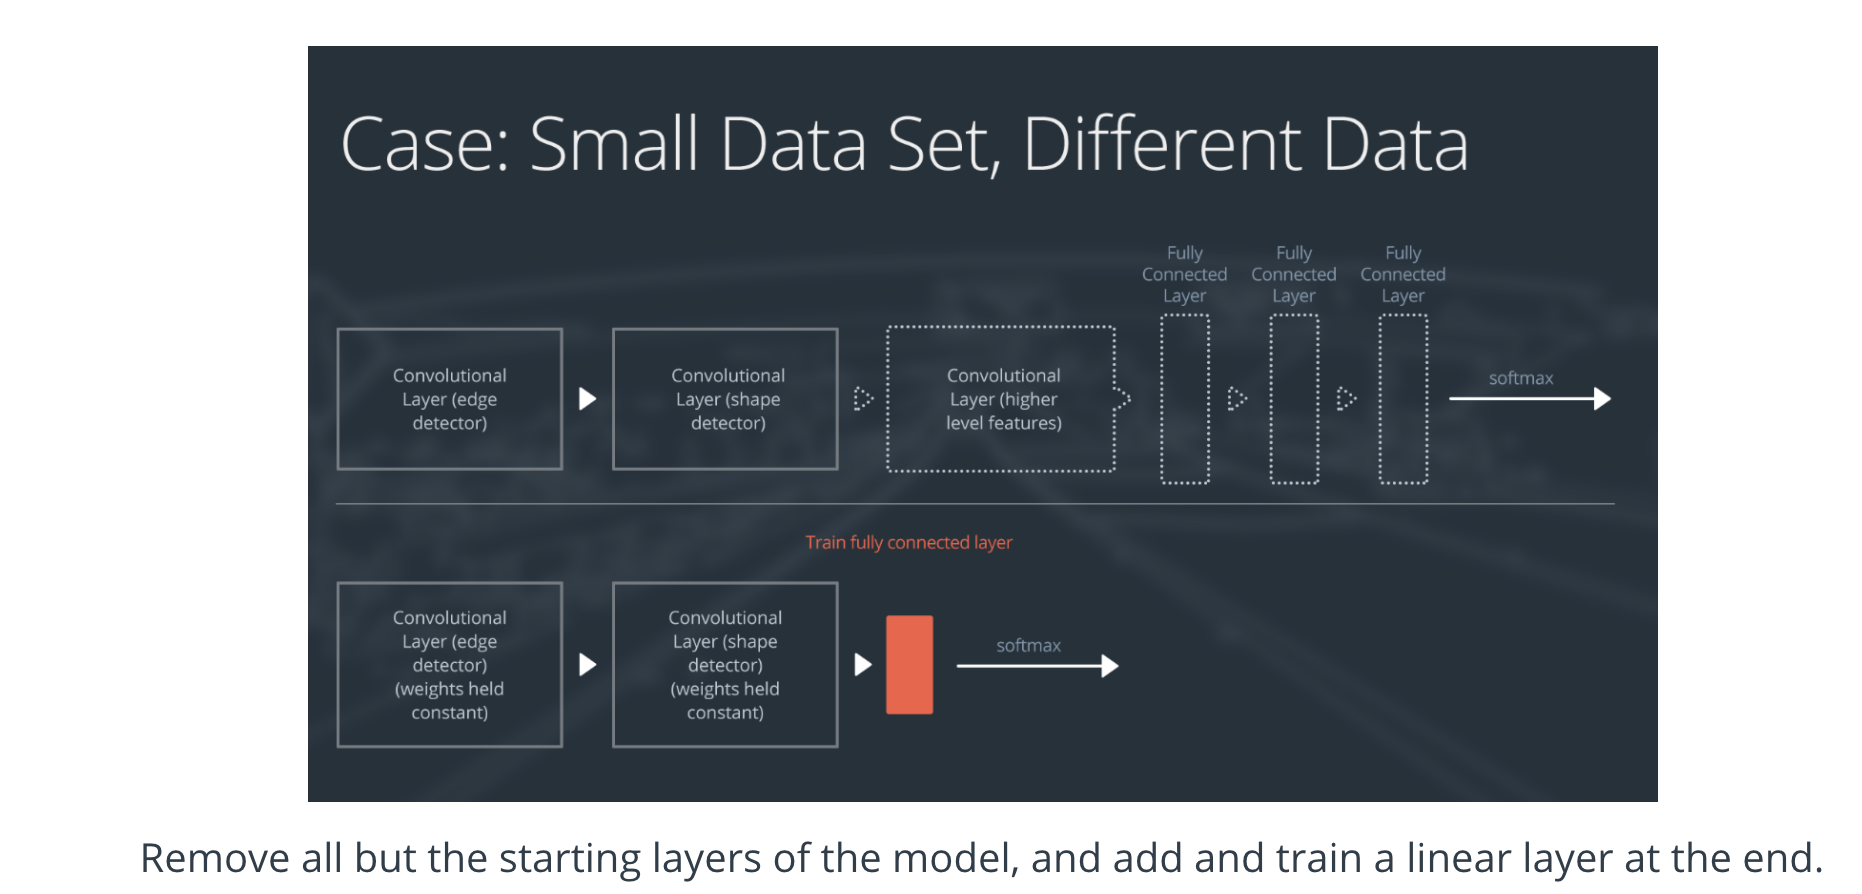 Case: Small Data Set, Different Data
Fully
Connected
Layer
Fully
Connected
Layer
Fully
Connected
Layer
Convolutional
Layer (edge
detector)
Convolutional
Layer (shape
detector)
Convolutional
Layer (higher
level features)
softmax
Train fully connected layer
Convolutional
Layer (edge
detector)
(weights held
constant)
Convolutional
Layer (shape
detector)
(weights held
constant)
softmax
Remove all but the starting layers of the model, and add and train a linear layer at the end.